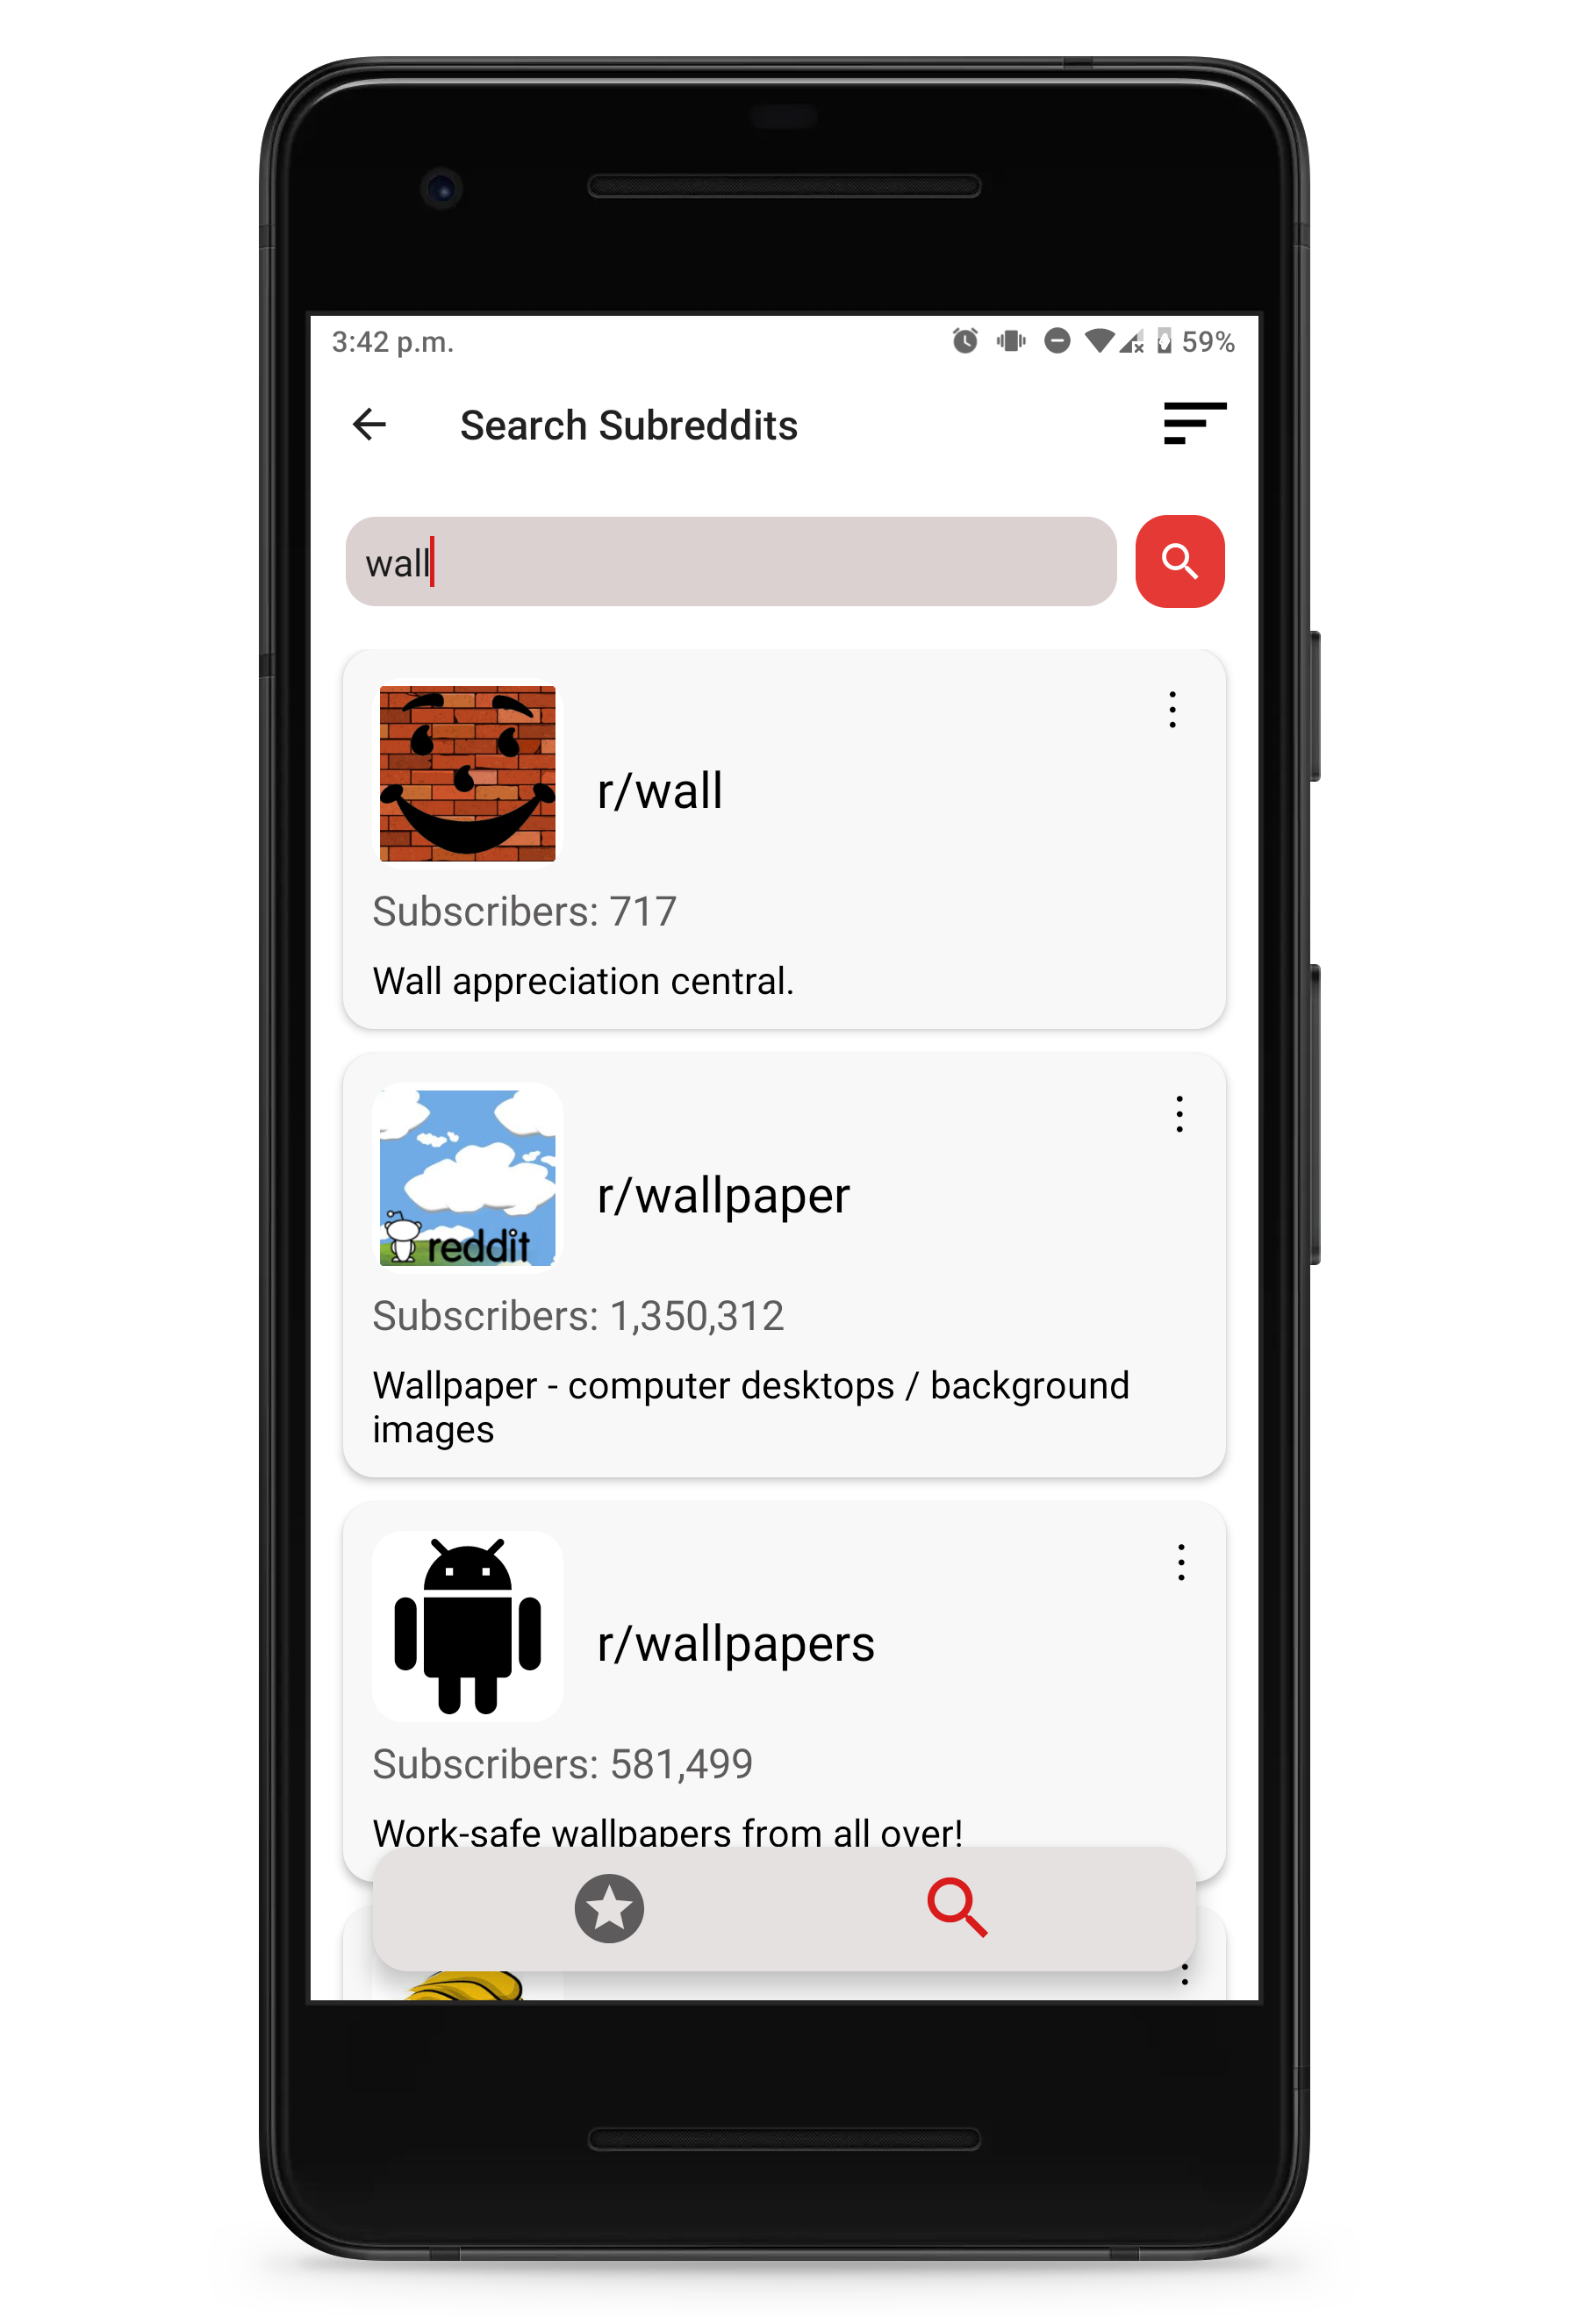 3:42 p.m. 59%
Search Subreddits
wall
r/wall
Subscribers: 717
Wall appreciation central.
reddit
r/wallpaper
Subscribers: 1,350,312
Wallpaper - computer desktops / background
images
r/wallpapers
Subscribers: 581,499
Work-safe wallpapers from all over!